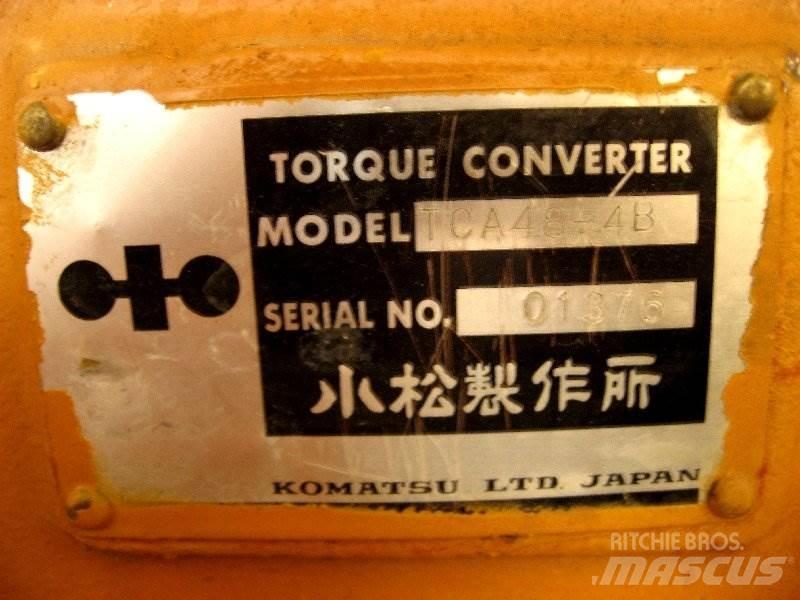 TORQUE CONVERTER
MODEL TCA48-4B
SERIAL NO. 01376
小松製作所
KOMATSU LTD. JAPAN
RITCHIE BROS.
MASCUS